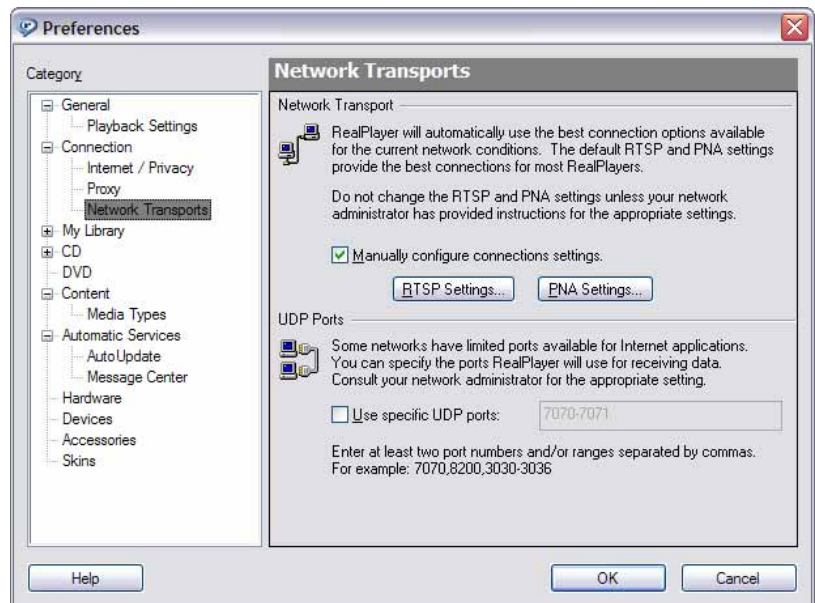 Preferences
Category
General
Playback Settings
Connection
Internet / Privacy
Proxy
Network Transports
My Library
CD
DVD
Content
Media Types
Automatic Services
AutoUpdate
Message Center
Hardware
Devices
Accessories
Skins
Network Transports
Network Transport
RealPlayer will automatically use the best connection options available
for the current network conditions. The default RTSP and PNA settings
provide the best connections for most RealPlayers.
Do not change the RTSP and PNA settings unless your network
administrator has provided instructions for the appropriate settings.
Manually configure connections settings.
RTSP Settings... PNA Settings...
UDP Ports
Some networks have limited ports available for Internet applications.
You can specify the ports RealPlayer will use for receiving data.
Consult your network administrator for the appropriate setting.
Use specific UDP ports: 7070-7071
Enter at least two port numbers and/or ranges separated by commas.
For example: 7070,8200,3030-3036
Help OK Cancel